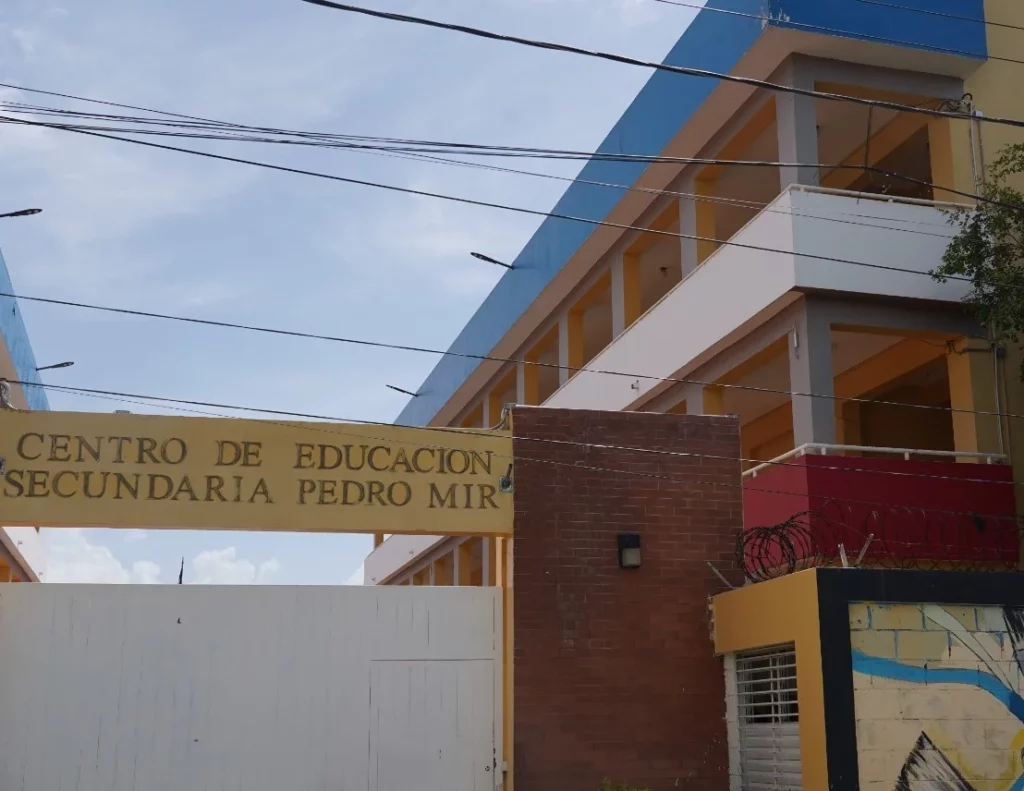 CENTRO DE EDUCACION
SECUNDARIA PEDRO MIR